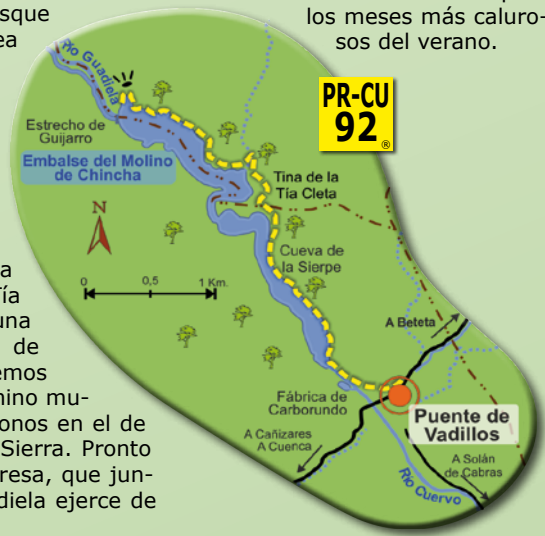 osque
ea
los meses más caluro-
sos del verano.
PR-CU
92®
Río Guadiela
Estrecho de
Guijarro
Embalse del Molino
de Chincha
Tina de la
Tía Cleta
N
Cueva de
la Sierpe
0 0,5 1 Km.
a
ía
una
de
emos
mino mu-
onos en el de
Sierra. Pronto
resa, que jun-
diela ejerce de
A Beteta
Fábrica de
Carborundo
Puente de
Vadillos
A Cañizares
A Cuenca
A Solán
de Cabras
Río Cuervo